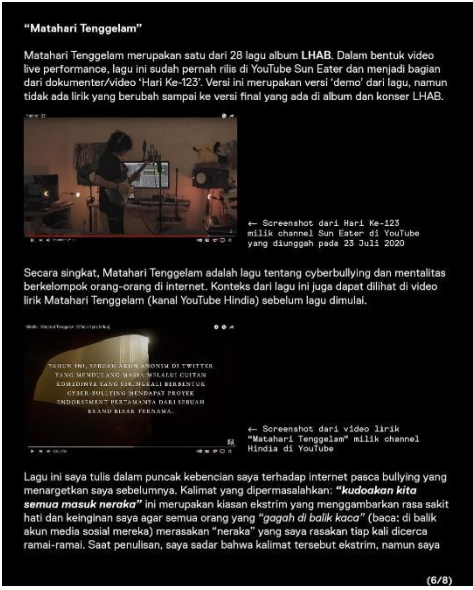 “Matahari Tenggelam”
Matahari Tenggelam merupakan satu dari 28 lagu album LHAB. Dalam bentuk video
live performance, lagu ini sudah pernah rilis di YouTube Sun Eater dan menjadi bagian
dari dokumenter/video ‘Hari Ke-123’. Versi ini merupakan versi ‘demo’ dari lagu, namun
tidak ada lirik yang berubah sampai ke versi final yang ada di album dan konser LHAB.
← Screenshot dari Hari Ke-123
milik channel Sun Eater di YouTube
yang diunggah pada 23 Juli 2020
Secara singkat, Matahari Tenggelam adalah lagu tentang cyberbullying dan mentalitas
berkelompok orang-orang di internet. Konteks dari lagu ini juga dapat dilihat di video
lirik Matahari Tenggelam (kanal YouTube Hindia) sebelum lagu dimulai.
TAHUN INI, SEBUAH AKUN ANONIM DI TWITTER
YANG MENDULANG MASSA MELALUI CUITAN
KOMEDINYA YANG SERINGKALI BERBENTUK
CYBER-BULLYING MENDAPAT PROYEK
ENDORSEMENT PERTAMANYA DARI SEBUAH
BRAND BESAR TERNAMA.
← Screenshot dari video lirik
“Matahari Tenggelam” milik channel
Hindia di YouTube
Lagu ini saya tulis dalam puncak kebencian saya terhadap internet pasca bullying yang
menargetkan saya sebelumnya. Kalimat yang dipermasalahkan: “kudoakan kita
semua masuk neraka” ini merupakan kiasan ekstrim yang menggambarkan rasa sakit
hati dan keinginan saya agar semua orang yang “gagah di balik kaca” (baca: di balik
akun media sosial mereka) merasakan “neraka” yang saya rasakan tiap kali dicerca
ramai-ramai. Saat penulisan, saya sadar bahwa kalimat tersebut ekstrim, namun saya
(6/8)